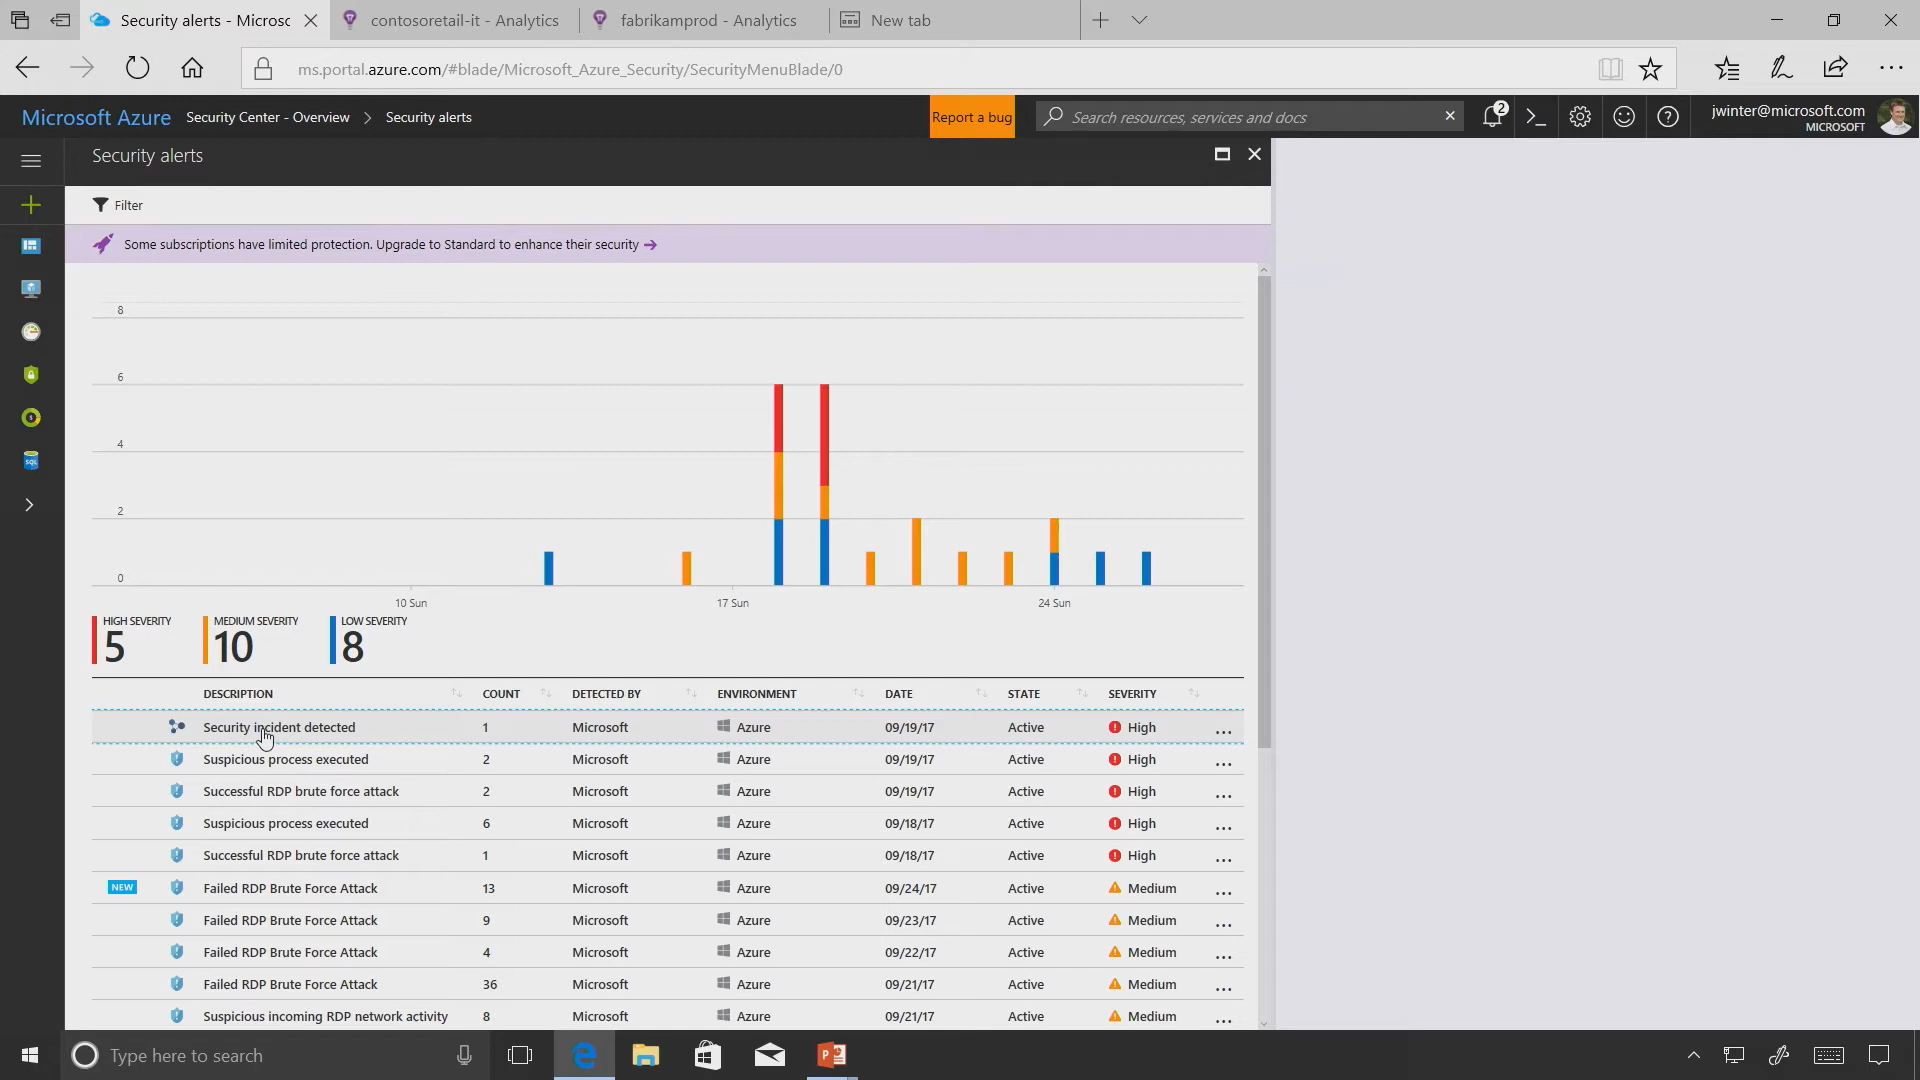 Security alerts - Microsc
contosoretail-it - Analytics
fabrikamprod - Analytics
New tab
ms.portal.azure.com/#blade/Microsoft_Azure_Security/SecurityMenuBlade/0
Microsoft Azure Security Center - Overview > Security alerts
Report a bug
Search resources, services and docs
2
jwinter@microsoft.com
MICROSOFT
Security alerts
Filter
Some subscriptions have limited protection. Upgrade to Standard to enhance their security
8
6
4
2
0
10 Sun 17 Sun 24 Sun
HIGH SEVERITY MEDIUM SEVERITY LOW SEVERITY
5 10 8
DESCRIPTION COUNT DETECTED BY ENVIRONMENT DATE STATE SEVERITY
Security incident detected 1 Microsoft Azure 09/19/17 Active High ...
Suspicious process executed 2 Microsoft Azure 09/19/17 Active High ...
Successful RDP brute force attack 2 Microsoft Azure 09/19/17 Active High ...
Suspicious process executed 6 Microsoft Azure 09/18/17 Active High ...
Successful RDP brute force attack 1 Microsoft Azure 09/18/17 Active High ...
NEW Failed RDP Brute Force Attack 13 Microsoft Azure 09/24/17 Active Medium ...
Failed RDP Brute Force Attack 9 Microsoft Azure 09/23/17 Active Medium ...
Failed RDP Brute Force Attack 4 Microsoft Azure 09/22/17 Active Medium ...
Failed RDP Brute Force Attack 36 Microsoft Azure 09/21/17 Active Medium ...
Suspicious incoming RDP network activity 8 Microsoft Azure 09/21/17 Active Medium ...
Type here to search